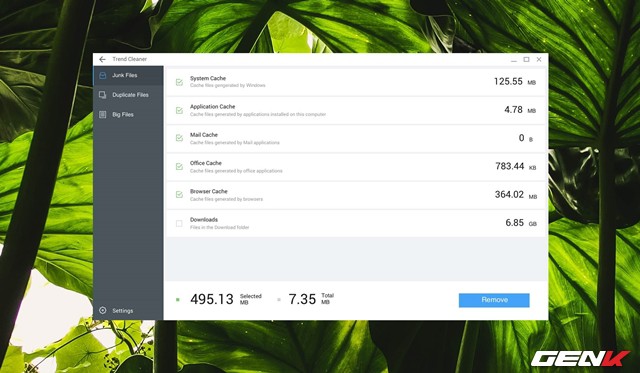 Trend Cleaner
Junk Files
Duplicate Files
Big Files
Settings
System Cache
Cache files gengerated by Windows
125.55 MB
Application Cache
Cache files generated by applications installed on this computer
4.78 MB
Mail Cache
Cache files generated by Mail applications
0 B
Office Cache
Cache files generated by office applications
783.44 KB
Browser Cache
Cache files generated by browsers
364.02 MB
Downloads
Files in the Download folder
6.85 GB
495.13 Selected MB
7.35 Total MB
Remove
GENK